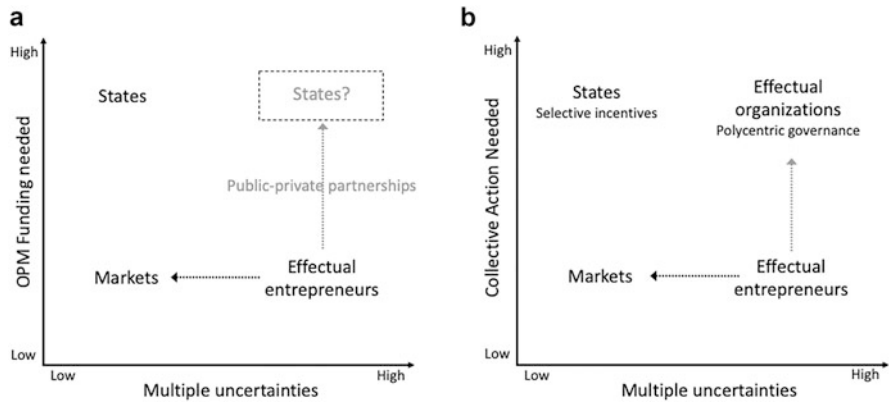 a
High
States
States?
OPM Funding needed
Public-private partnerships
Markets
Effectual
entrepreneurs
Low
Low
High
Multiple uncertainties
b
High
States
Selective incentives
Effectual
organizations
Polycentric governance
Collective Action Needed
Markets
Effectual
entrepreneurs
Low
Low
High
Multiple uncertainties